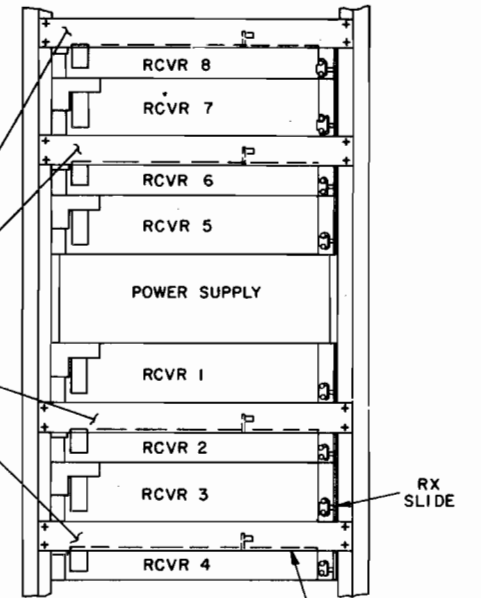 RCVR 8
RCVR 7
RCVR 6
RCVR 5
POWER SUPPLY
RCVR 1
RCVR 2
RCVR 3
RX
SLIDE
RCVR 4